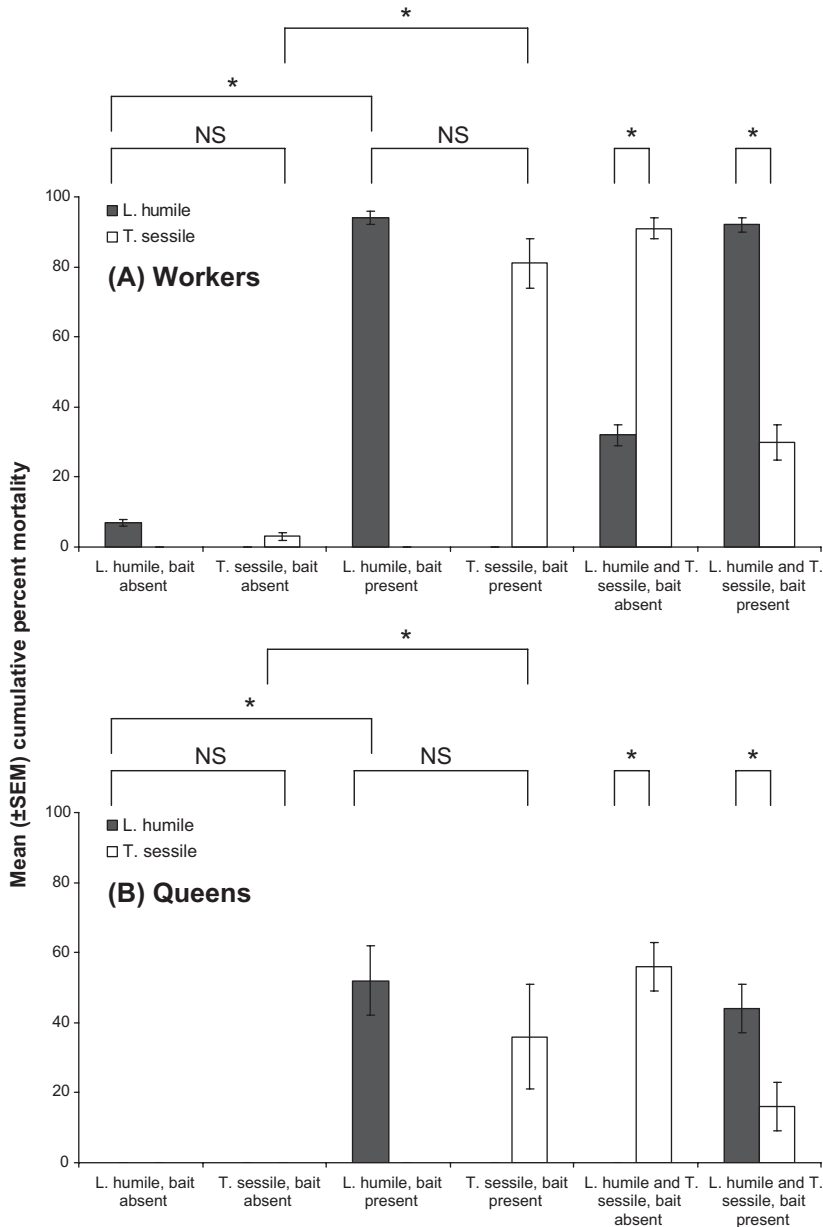 *
*
NS
NS
*
*
100
L. humile
T. sessile
(A) Workers
80
60
40
20
0
L. humile, bait
absent
T. sessile, bait
absent
L. humile, bait
present
T. sessile, bait
present
L. humile and T.
sessile, bait
absent
L. humile and T.
sessile, bait
present
Mean (±SEM) cumulative percent mortality
*
*
NS
NS
*
*
100
L. humile
T. sessile
(B) Queens
80
60
40
20
0
L. humile, bait
absent
T. sessile, bait
absent
L. humile, bait
present
T. sessile, bait
present
L. humile and T.
sessile, bait
absent
L. humile and T.
sessile, bait
present